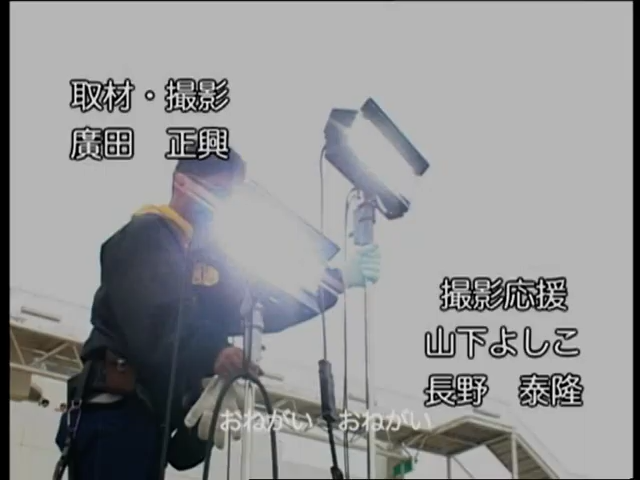 取材・撮影
廣田 正興
撮影応援
山下よしこ
長野 泰隆
おねがい おねがい